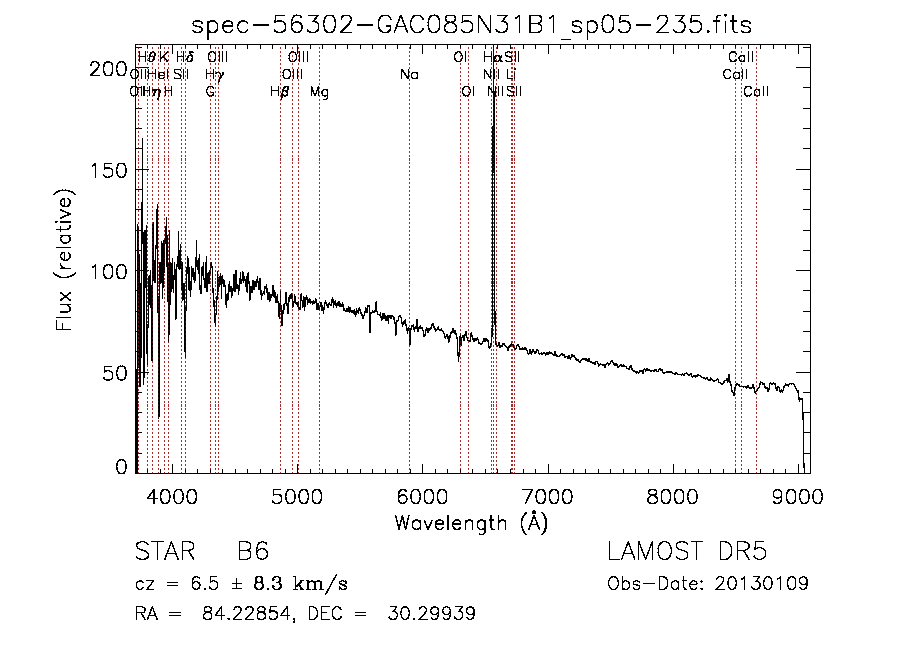 spec-56302-GAC085N31B1_sp05-235.fits
Hθ K Hδ OIII OIII OI Hα SII CaII
OII HeI SII Hγ OIII Na NII Li CaII
OII Hη H G Hβ Mg OI NII SII CaII
200
150
100
50
0
Flux (relative)
4000 5000 6000 7000 8000 9000
Wavelength (Å)
STAR B6 LAMOST DR5
cz = 6.5 ± 8.3 km/s Obs-Date: 20130109
RA = 84.22854, DEC = 30.29939